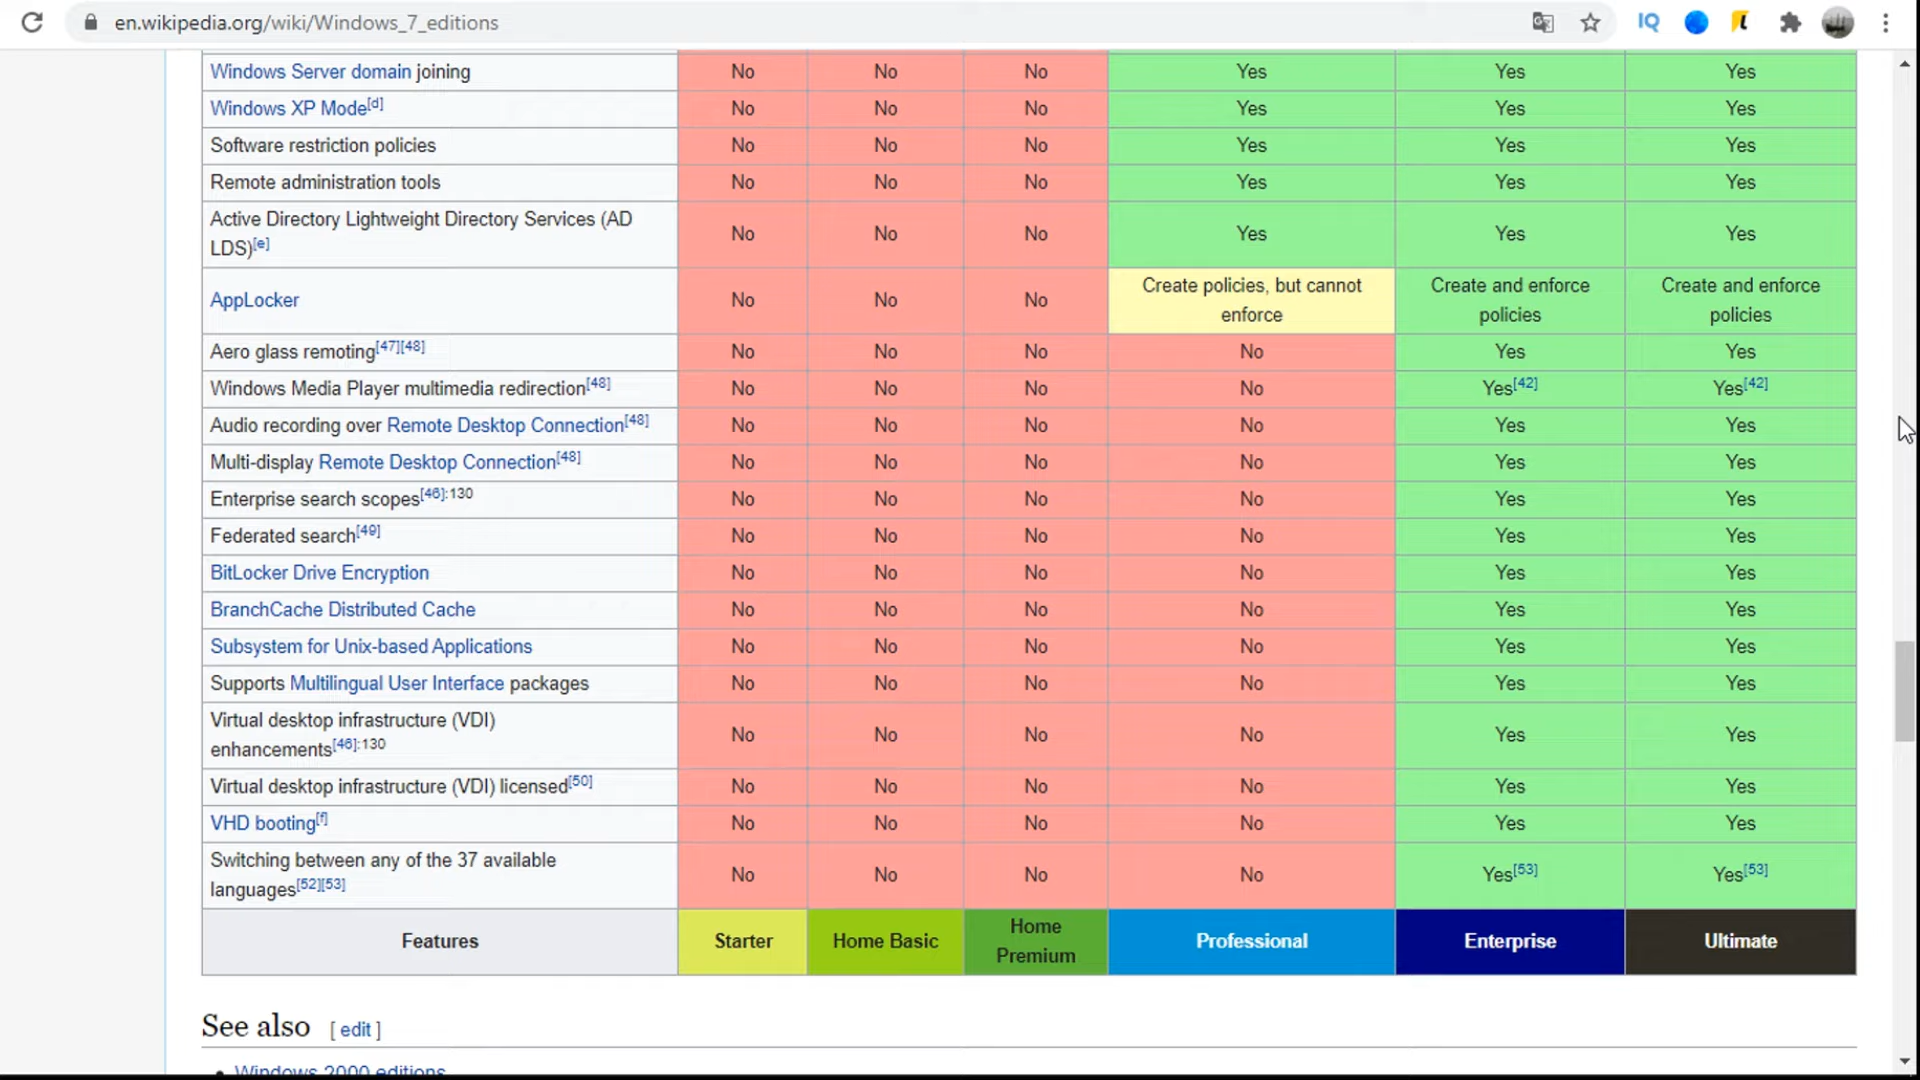 en.wikipedia.org/wiki/Windows_7_editions
IQ
Windows Server domain joining No No No Yes Yes Yes
Windows XP Mode[d] No No No Yes Yes Yes
Software restriction policies No No No Yes Yes Yes
Remote administration tools No No No Yes Yes Yes
Active Directory Lightweight Directory Services (AD
LDS)[e] No No No Yes Yes Yes
AppLocker No No No Create policies, but cannot enforce Create and enforce policies Create and enforce policies
Aero glass remoting[47][48] No No No No Yes Yes
Windows Media Player multimedia redirection[48] No No No No Yes[42] Yes[42]
Audio recording over Remote Desktop Connection[48] No No No No Yes Yes
Multi-display Remote Desktop Connection[48] No No No No Yes Yes
Enterprise search scopes[46]:130 No No No No Yes Yes
Federated search[49] No No No No Yes Yes
BitLocker Drive Encryption No No No No Yes Yes
BranchCache Distributed Cache No No No No Yes Yes
Subsystem for Unix-based Applications No No No No Yes Yes
Supports Multilingual User Interface packages No No No No Yes Yes
Virtual desktop infrastructure (VDI)
enhancements[46]:130 No No No No Yes Yes
Virtual desktop infrastructure (VDI) licensed[50] No No No No Yes Yes
VHD booting[f] No No No No Yes Yes
Switching between any of the 37 available
languages[52][53] No No No No Yes[53] Yes[53]
Features Starter Home Basic Home Premium Professional Enterprise Ultimate
See also [ edit ]
Windows 2000 editions